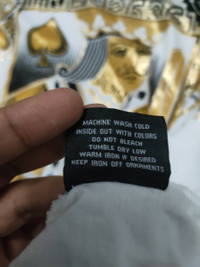 MACHINE WASH COLD
INSIDE OUT WITH COLORS
DO NOT BLEACH
TUMBLE DRY LOW
WARM IRON IF DESIRED
KEEP IRON OFF ORNAMENTS